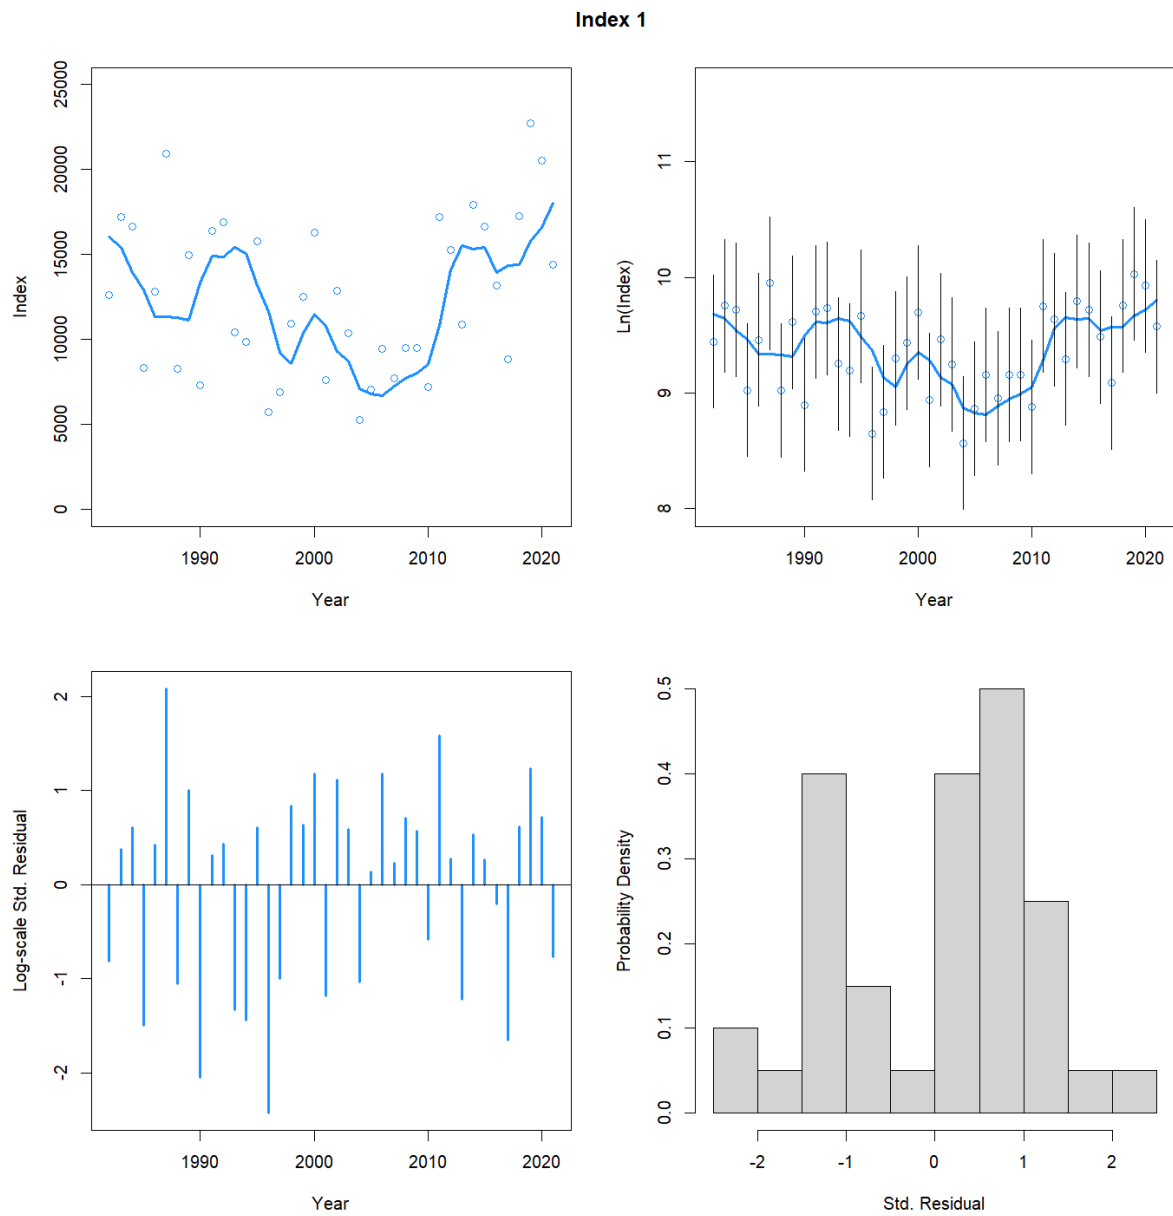 Index 1
25000
20000
15000
10000
5000
0
Index
1990 2000 2010 2020
Year
11
10
9
8
Ln(Index)
1990 2000 2010 2020
Year
2
1
0
-1
-2
Log-scale Std. Residual
1990 2000 2010 2020
Year
0.5
0.4
0.3
0.2
0.1
0.0
Probability Density
-2 -1 0 1 2
Std. Residual